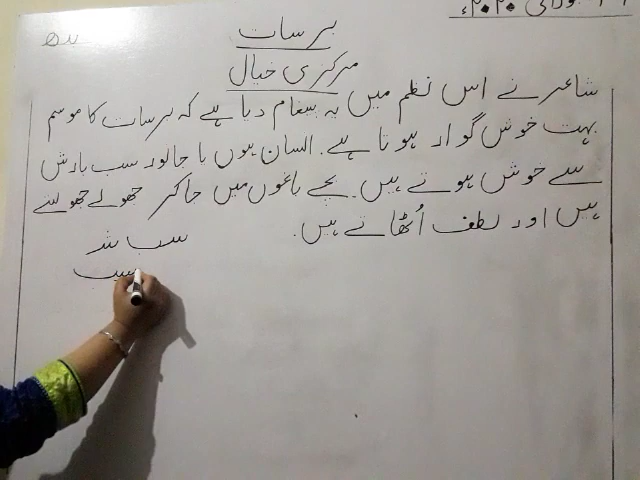 ۲۰۲۰ء
بدھ
برسات
مرکزی خیال
شاعر نے اس نظم میں یہ پیغام دیا ہے کہ برسات کا موسم
بہت خوش گوار ہوتا ہے۔ انسان ہوں یا جانور سب بارش
سے خوش ہوتے ہیں۔ بچے باغوں میں جاکر جھولے جھولتے
ہیں اور لطف اُٹھاتے ہیں۔